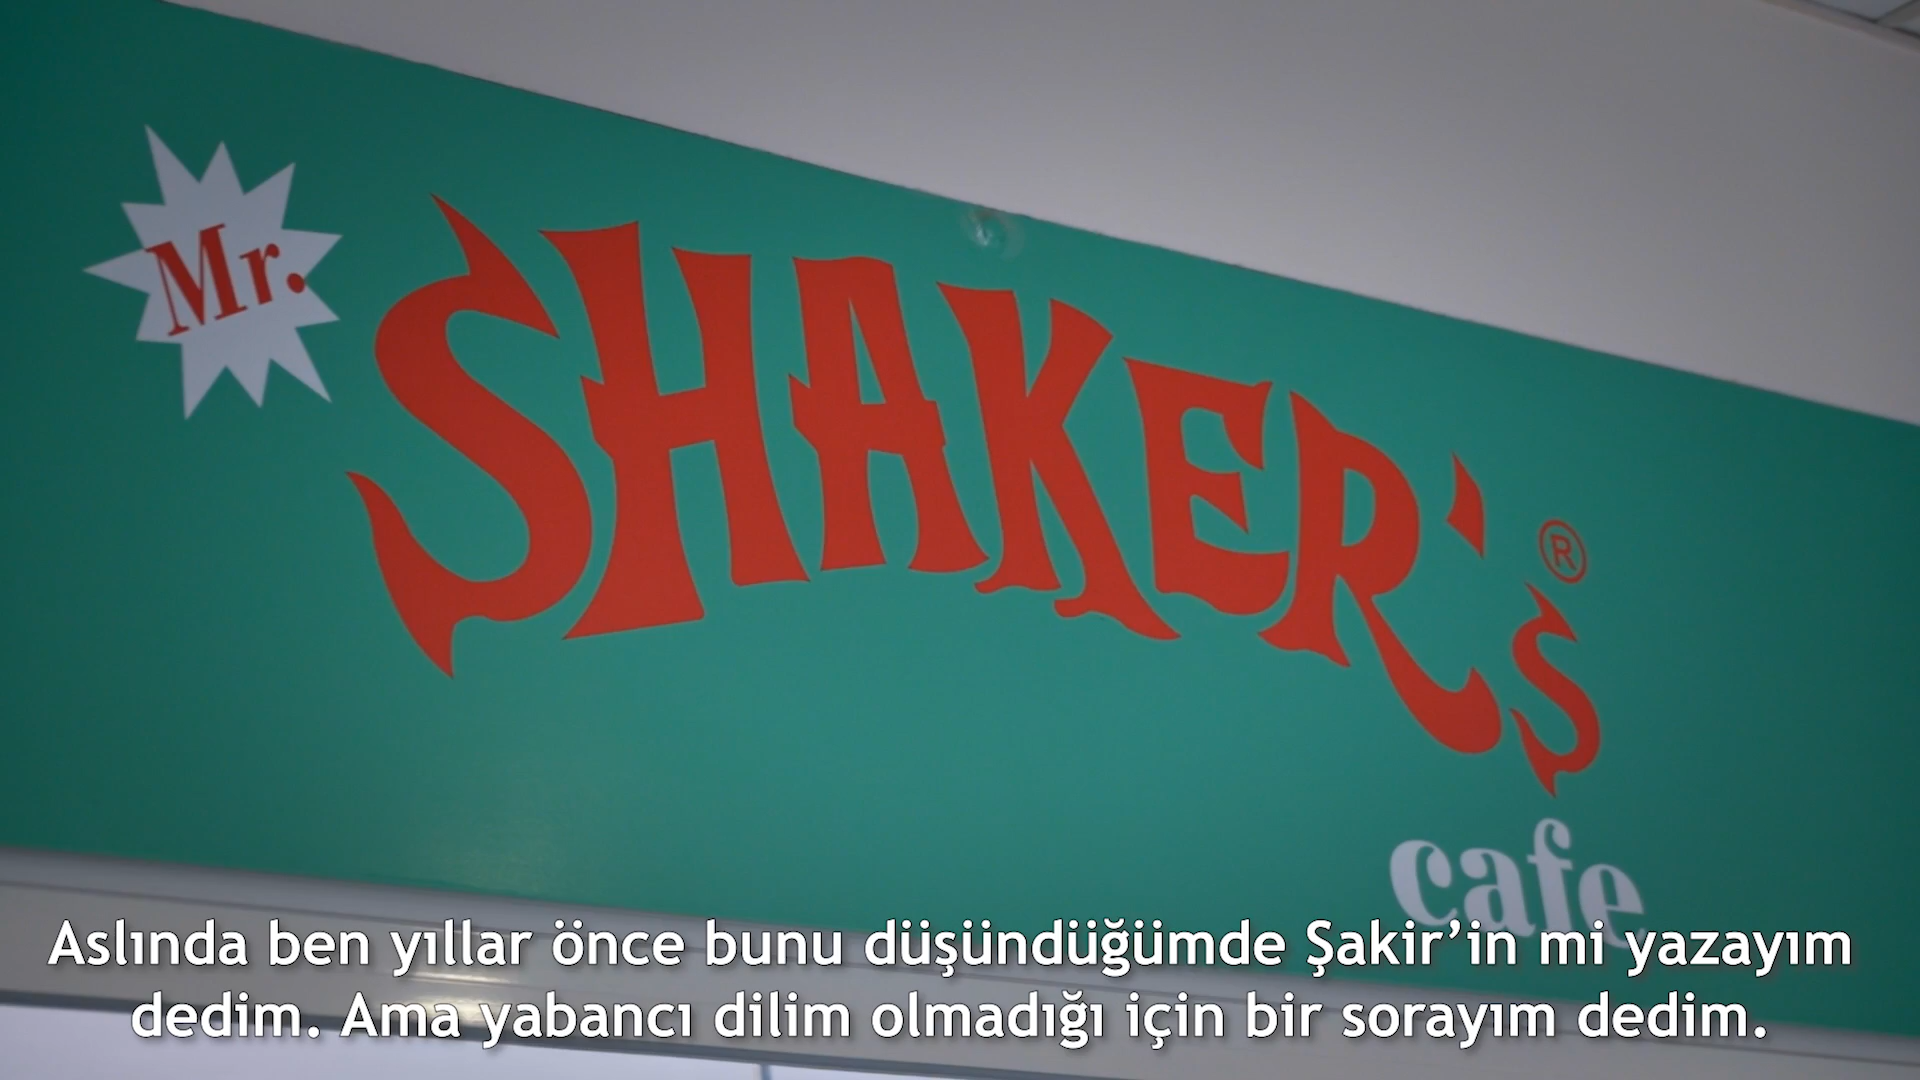 Mr.
SHAKER's ®
cafe
Aslında ben yıllar önce bunu düşündüğümde Şakir’in mi yazayım
dedim. Ama yabancı dilim olmadığı için bir sorayım dedim.